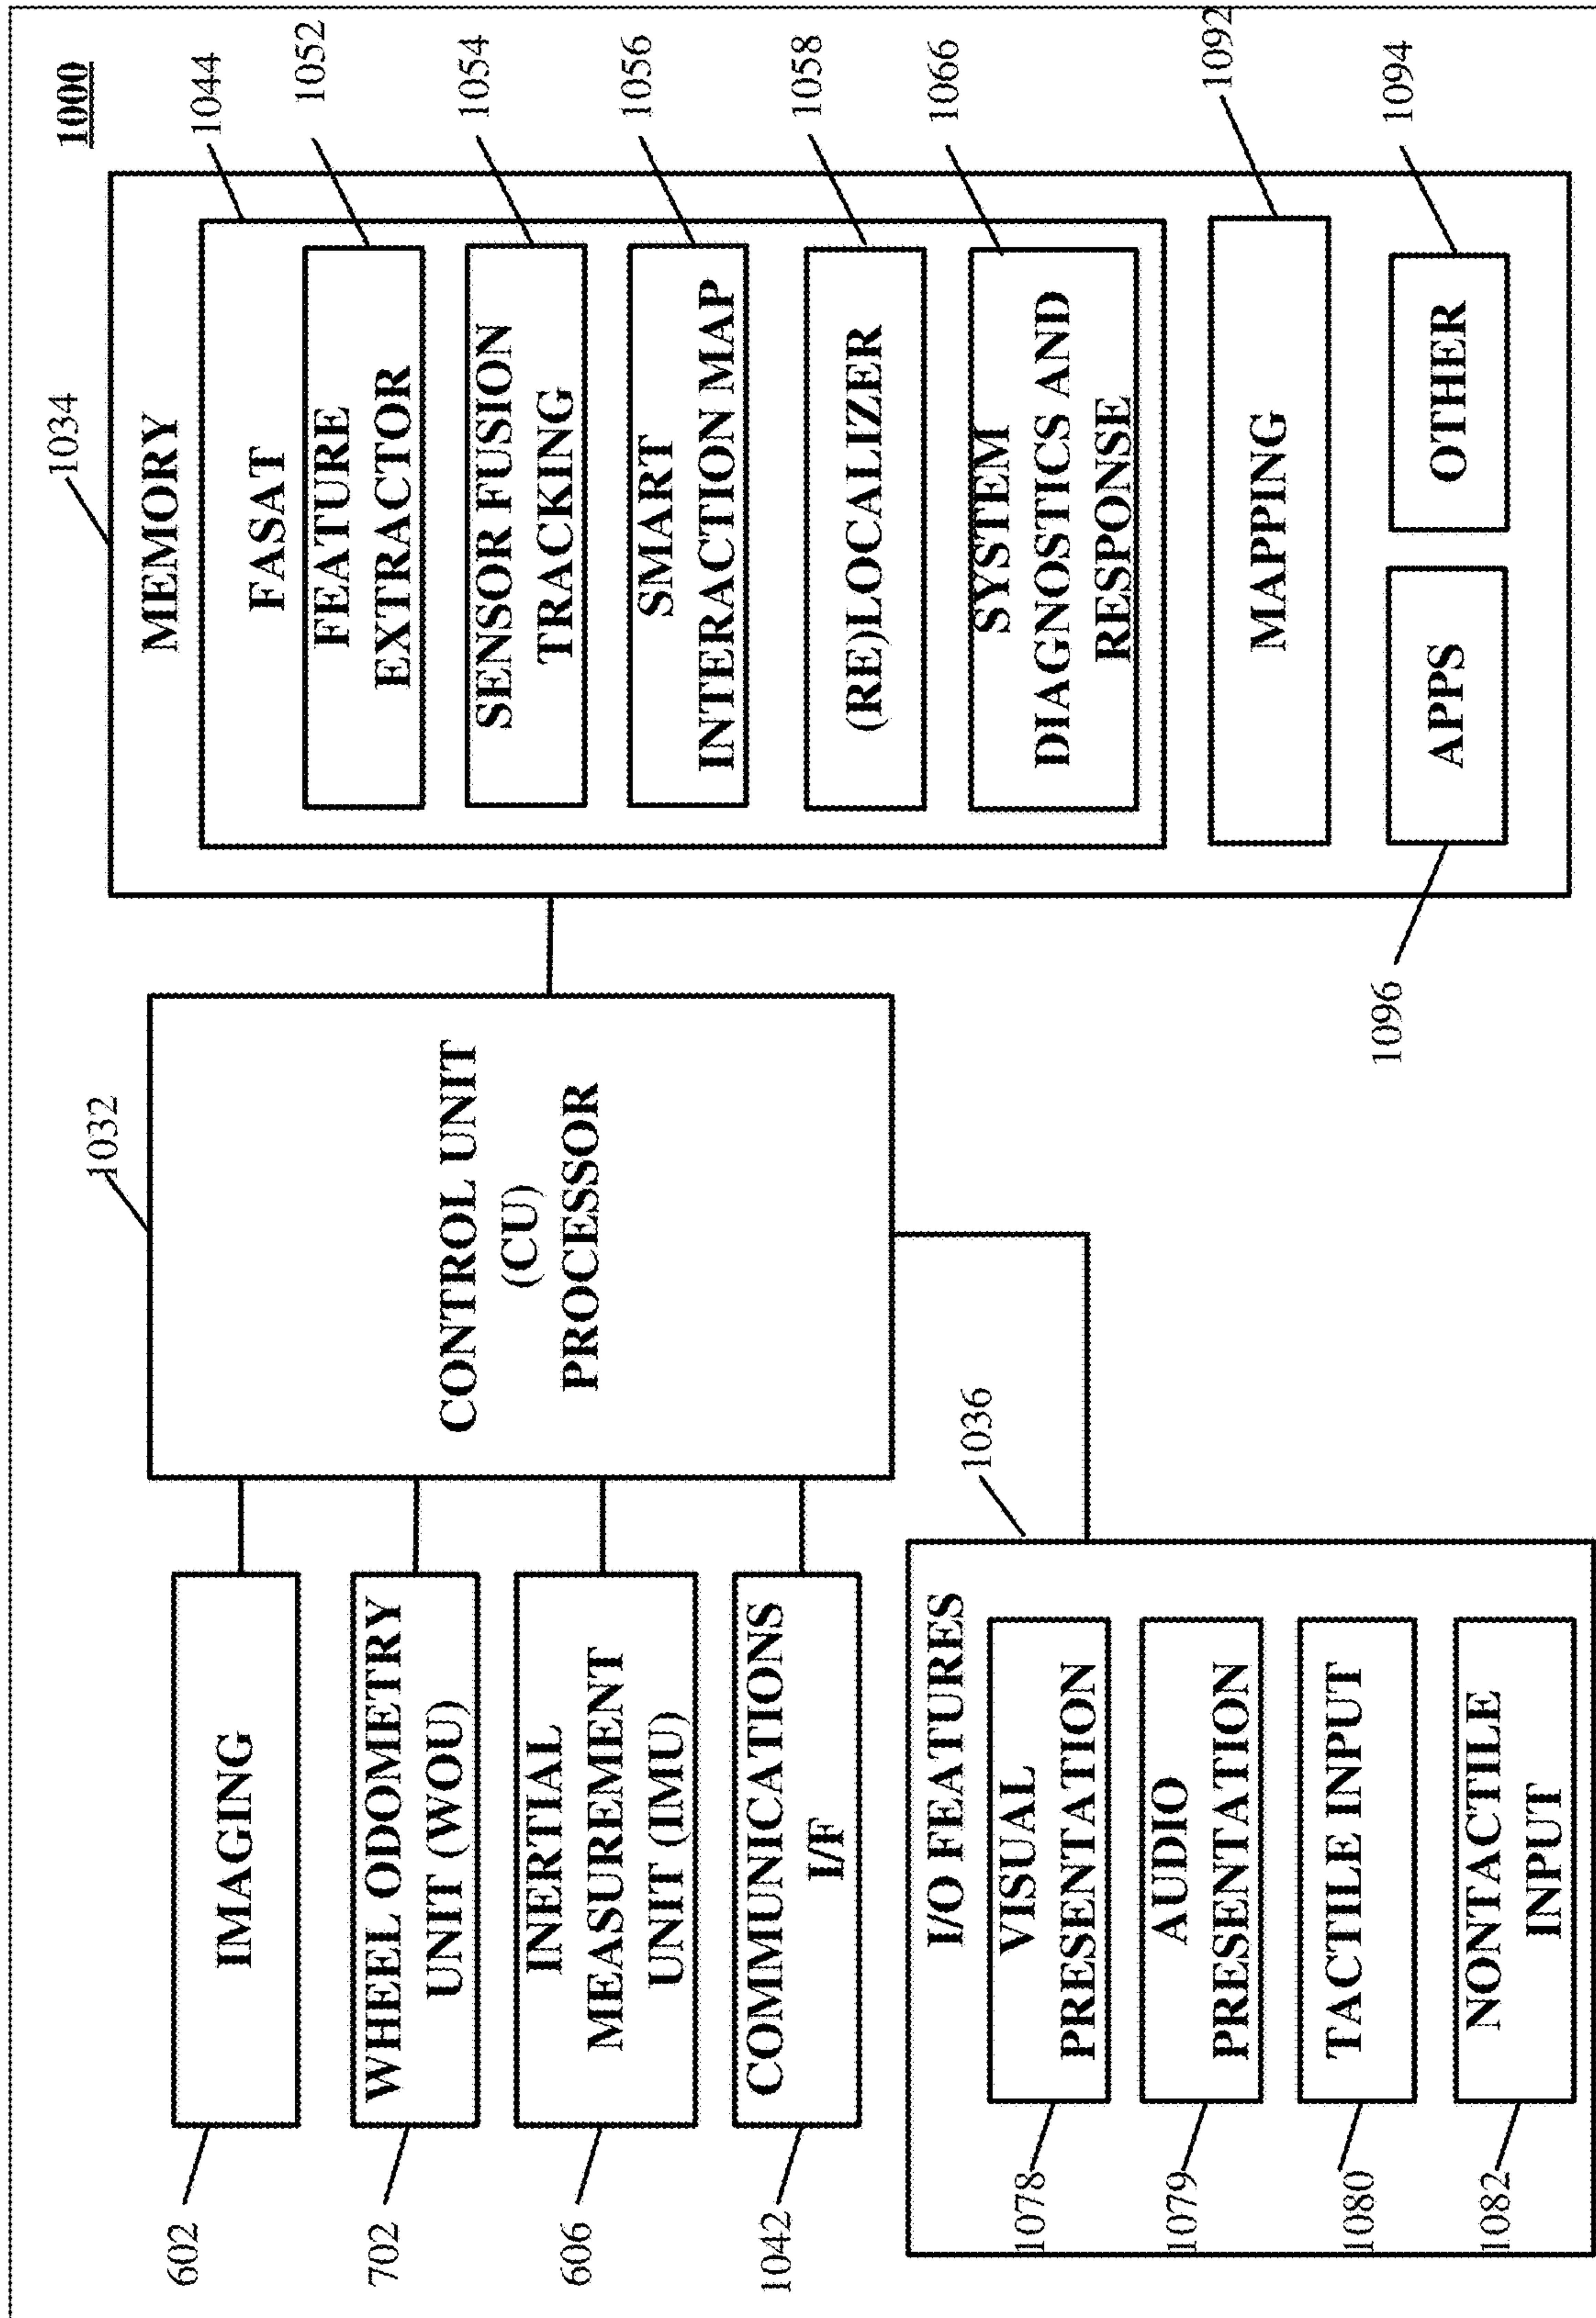 1000
602
IMAGING
702
WHEEL ODOMETRY
UNIT (WOU)
606
INERTIAL
MEASUREMENT
UNIT (IMU)
1042
COMMUNICATIONS
I/F
1036
I/O FEATURES
1078
VISUAL
PRESENTATION
1079
AUDIO
PRESENTATION
1080
TACTILE INPUT
1082
NONTACTILE
INPUT
1032
CONTROL UNIT
(CU)
PROCESSOR
1034
MEMORY
1044
FASAT
1052
FEATURE
EXTRACTOR
1054
SENSOR FUSION
TRACKING
1056
SMART
INTERACTION MAP
1058
(RE)LOCALIZER
1066
SYSTEM
DIAGNOSTICS AND
RESPONSE
1092
MAPPING
1096
APPS
1094
OTHER